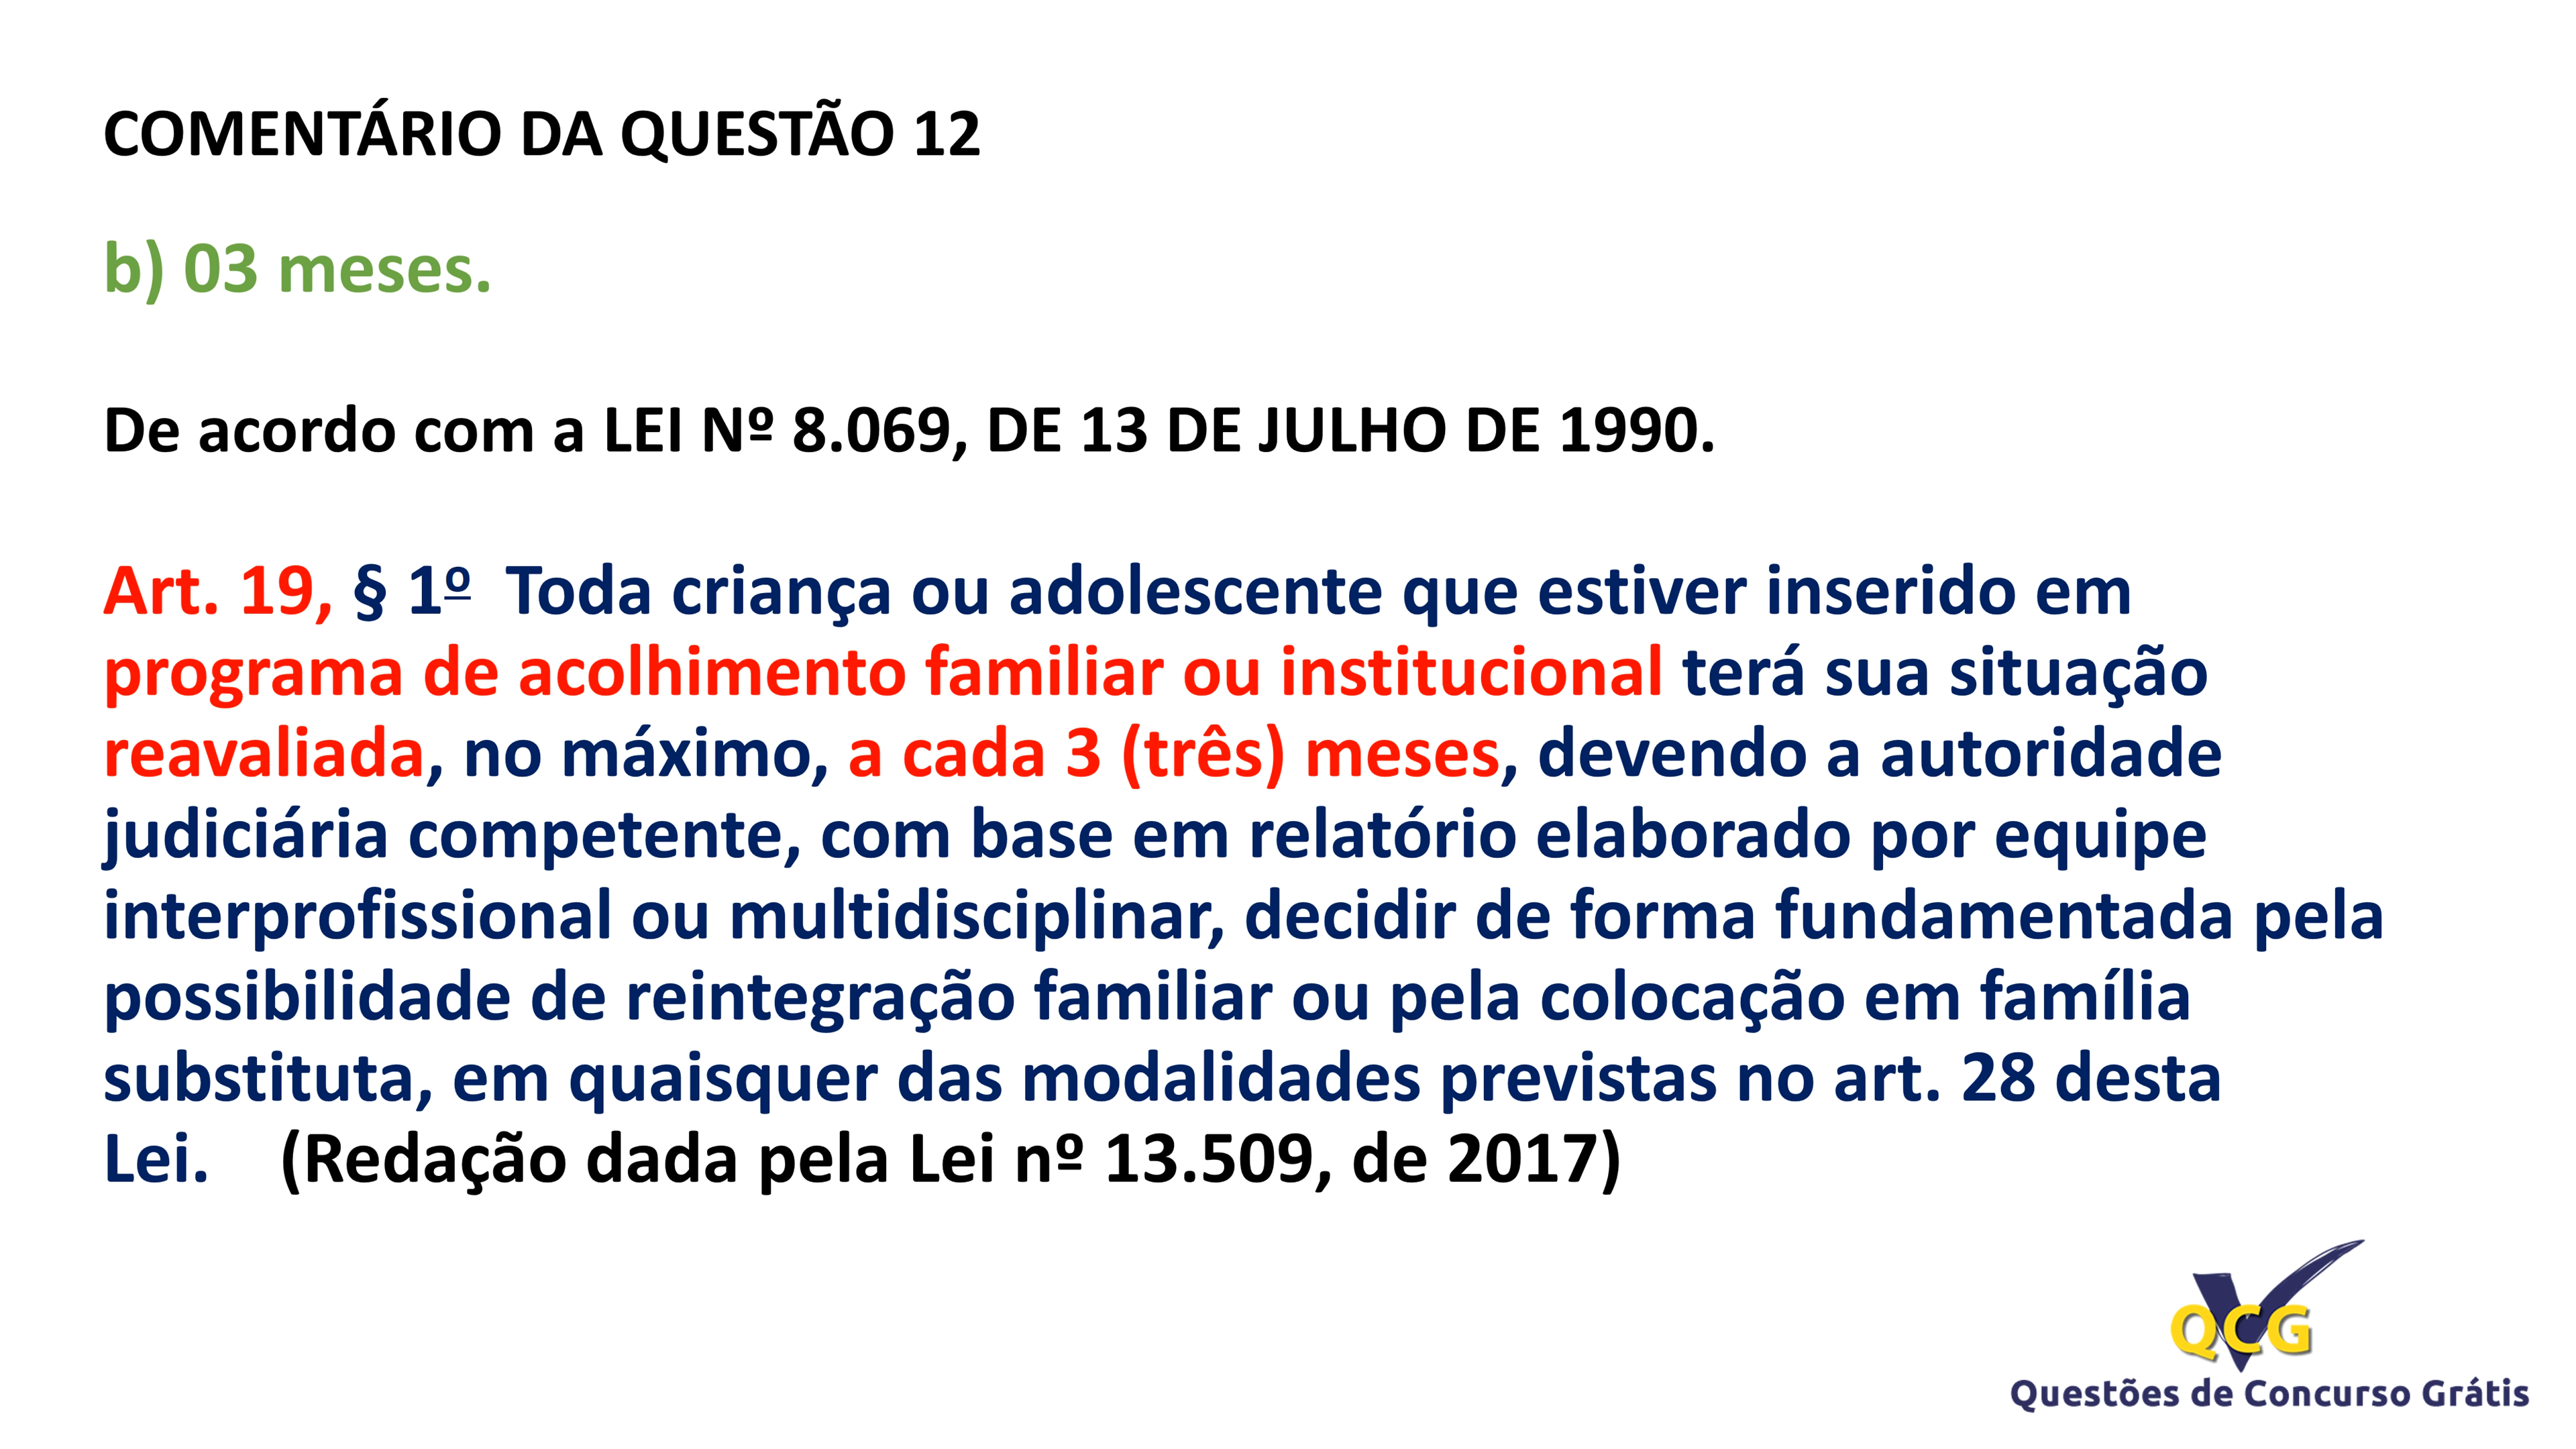 COMENTÁRIO DA QUESTÃO 12
b) 03 meses.
De acordo com a LEI Nº 8.069, DE 13 DE JULHO DE 1990.
Art. 19, § 1º  Toda criança ou adolescente que estiver inserido em
programa de acolhimento familiar ou institucional terá sua situação
reavaliada, no máximo, a cada 3 (três) meses, devendo a autoridade
judiciária competente, com base em relatório elaborado por equipe
interprofissional ou multidisciplinar, decidir de forma fundamentada pela
possibilidade de reintegração familiar ou pela colocação em família
substituta, em quaisquer das modalidades previstas no art. 28 desta
Lei.    (Redação dada pela Lei nº 13.509, de 2017)
QCG
Questões de Concurso Grátis